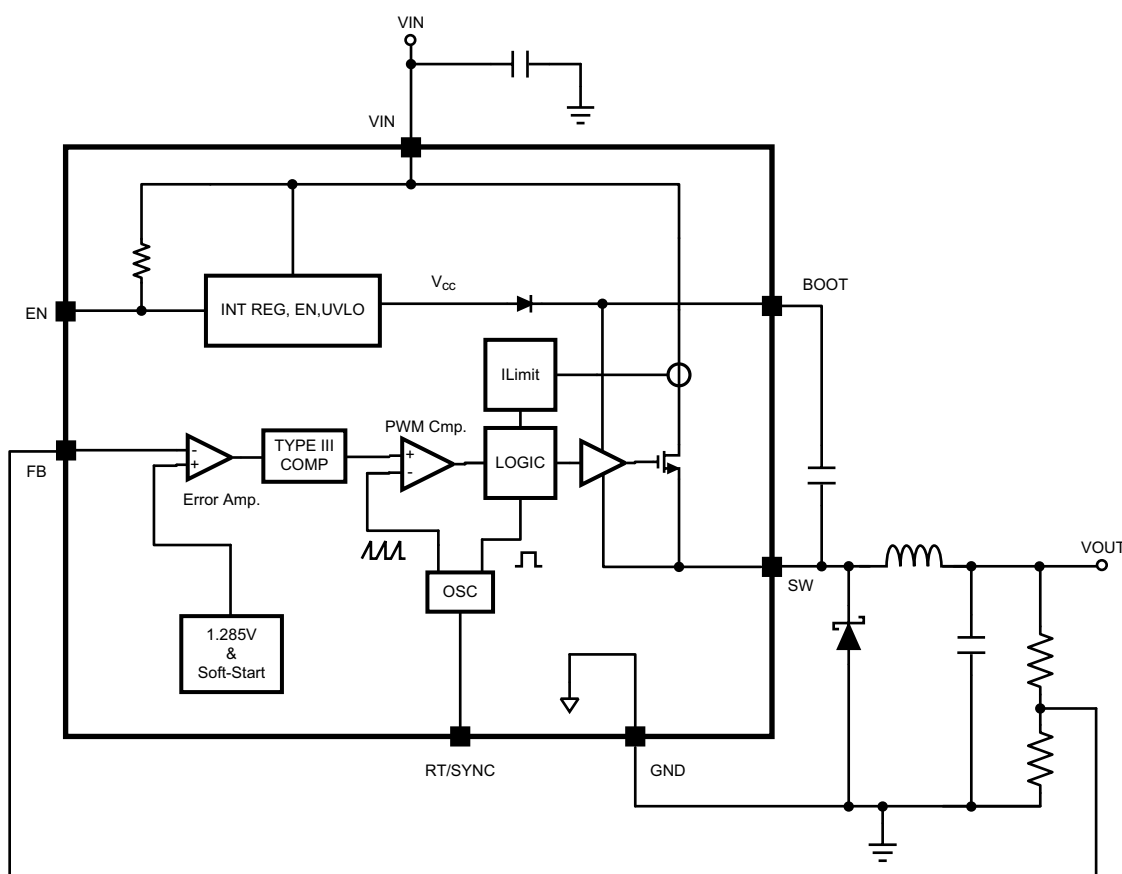 VIN
VIN
V_CC
BOOT
EN
INT REG, EN,UVLO
ILimit
PWM Cmp.
FB
-
+
TYPE III
COMP
+
-
LOGIC
Error Amp.
VOUT
SW
OSC
1.285V
&
Soft-Start
RT/SYNC
GND